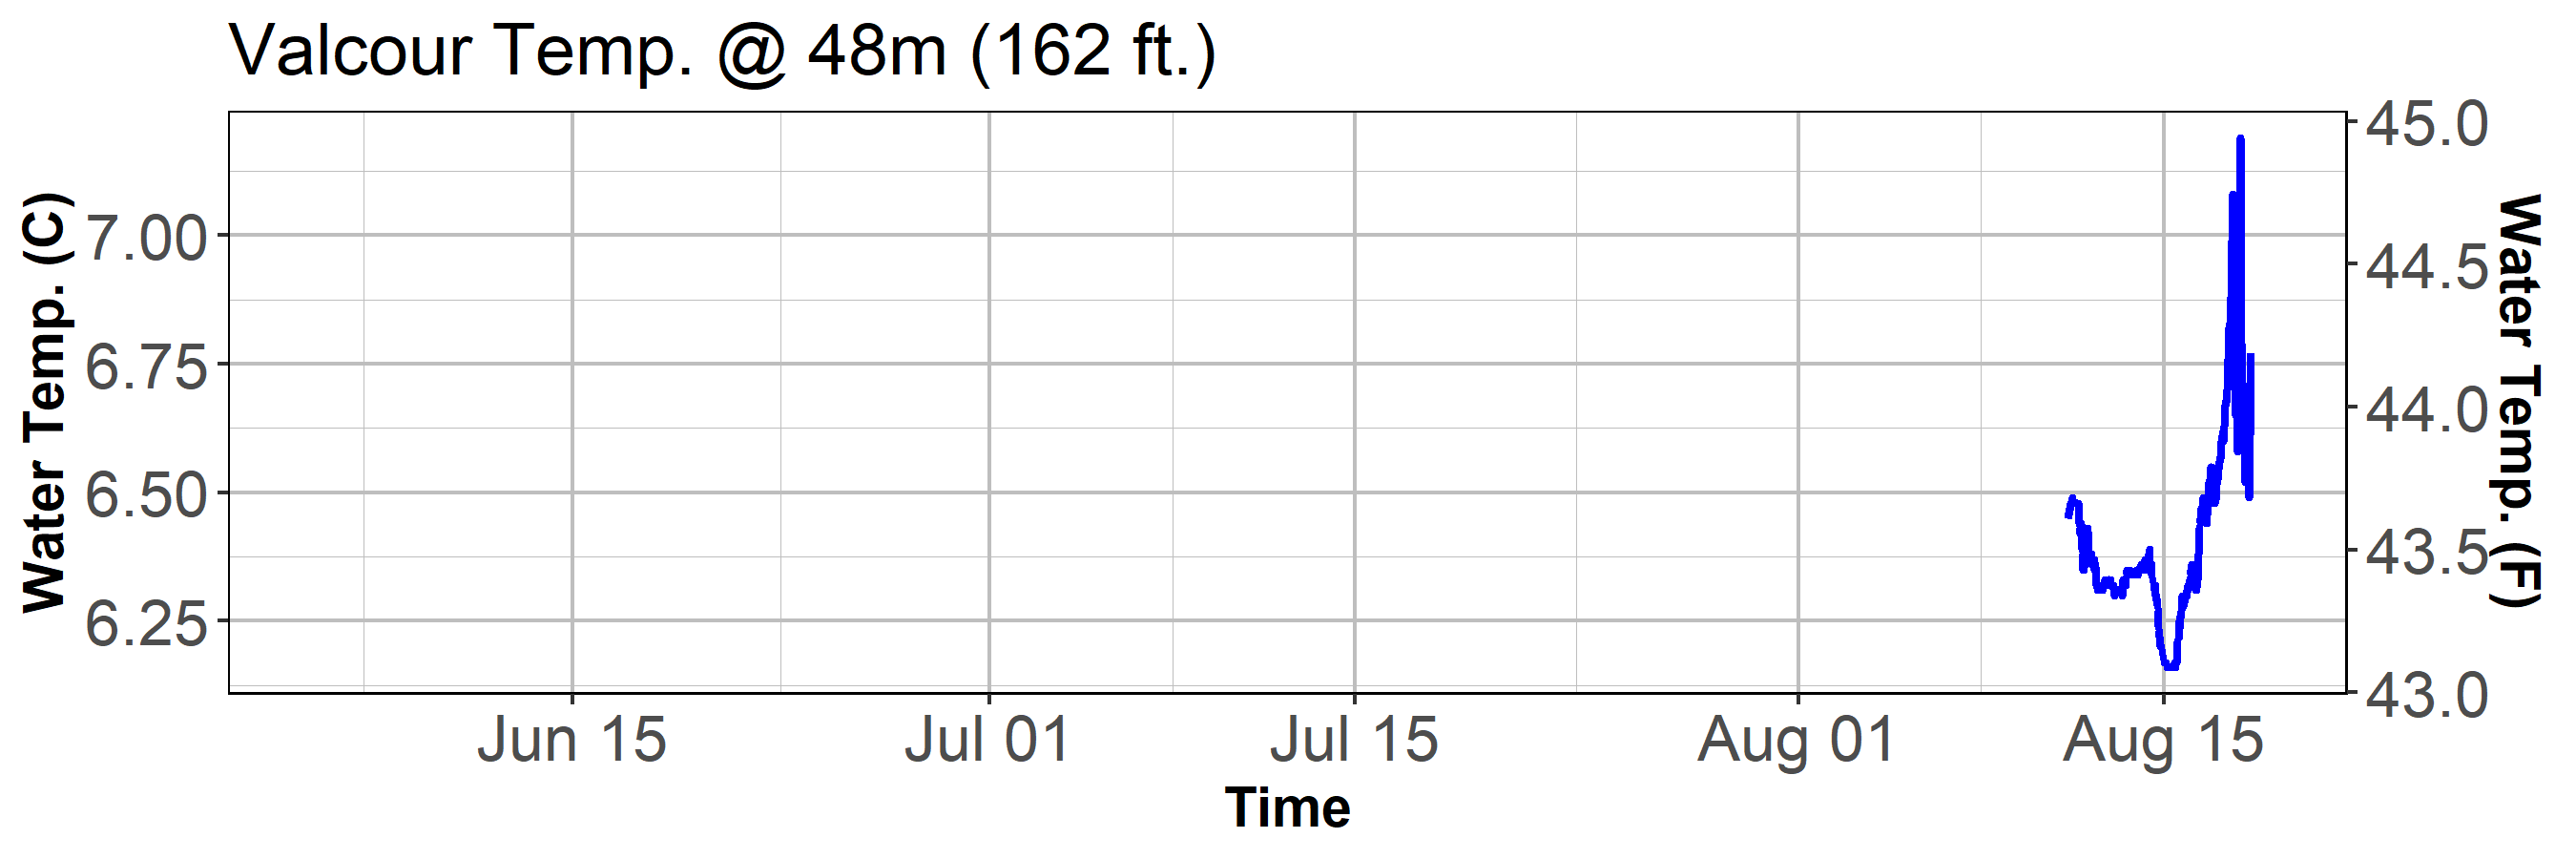 Valcour Temp. @ 48m (162 ft.)
Water Temp. (C)
7.00
6.75
6.50
6.25
45.0
44.5
44.0
43.5
43.0
Water Temp. (F)
Jun 15 Jul 01 Jul 15 Aug 01 Aug 15
Time